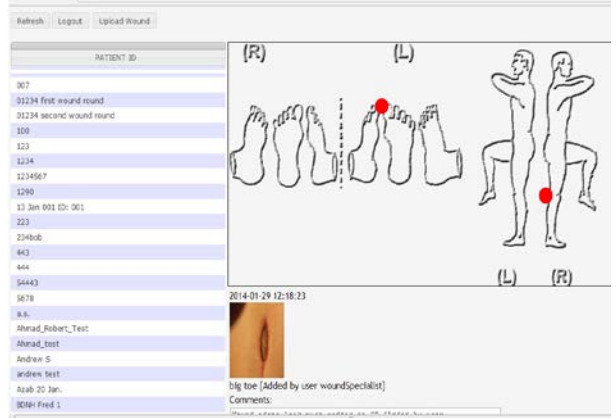 Refresh Logout Upload Wound
PATIENT ID
007
01234 first wound round
01234 second wound round
100
123
1234
1234567
1290
13 Jan 001 ID: 001
223
234bob
443
444
54443
5678
a.s.
Ahmad_Robert_Test
Ahmad_test
Andrew S
andrew test
Azab 20 Jan.
BDNH Fred 1
(R) (L)
(L) (R)
2014-01-29 12:18:23
big toe [Added by user woundSpecialist]
Comments: